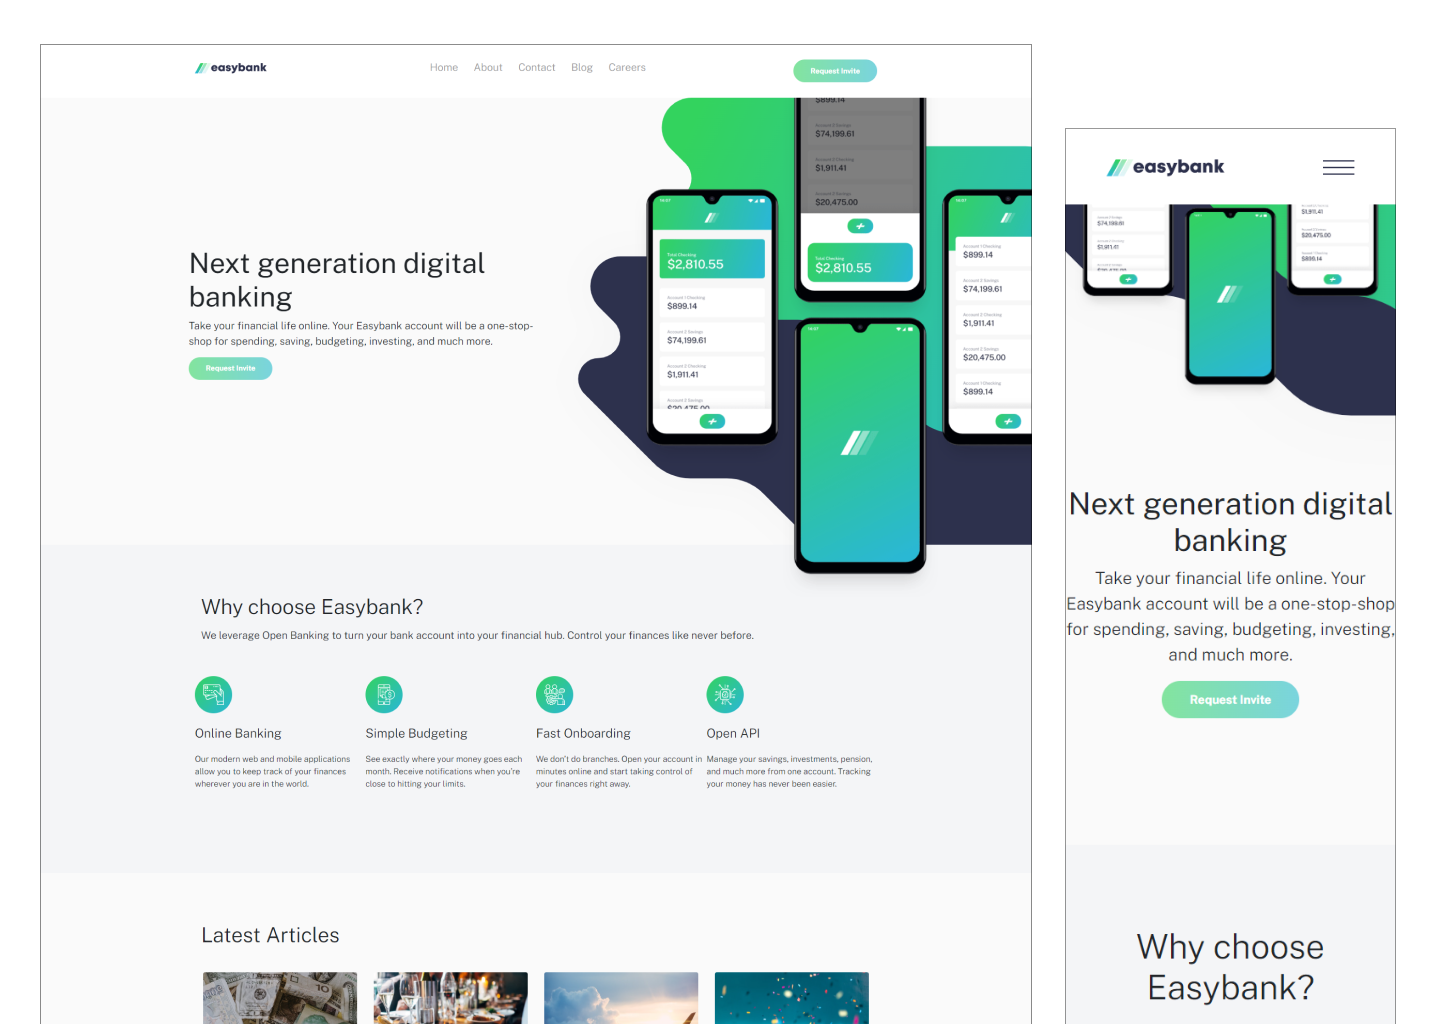 easybank
Home About Contact Blog Careers
Request Invite
Next generation digital
banking
Take your financial life online. Your Easybank account will be a one-stop-
shop for spending, saving, budgeting, investing, and much more.
Request Invite
$899.14
Account 2 Savings
$74,199.61
Account 2 Checking
$1,911.41
Account 3 Savings
$20,475.00
Total Checking
$2,810.55
14:07
Total Checking
$2,810.55
Account 1 Checking
$899.14
Account 2 Savings
$74,199.61
Account 2 Checking
$1,911.41
Account 3 Savings
$20,475.00
14:07
14:07
Account 1 Checking
$899.14
$74,199.61
$1,911.41
$20,475.00
Account 1 Checking
$899.14
Why choose Easybank?
We leverage Open Banking to turn your bank account into your financial hub. Control your finances like never before.
Online Banking
Our modern web and mobile applications
allow you to keep track of your finances
wherever you are in the world.
Simple Budgeting
See exactly where your money goes each
month. Receive notifications when you're
close to hitting your limits.
Fast Onboarding
We don't do branches. Open your account in
minutes online and start taking control of
your finances right away.
Open API
Manage your savings, investments, pension,
and much more from one account. Tracking
your money has never been easier.
Latest Articles
10
easybank
$74,199.61
$1,911.41
$1,911.41
$20,475.00
$899.14
Next generation digital
banking
Take your financial life online. Your
Easybank account will be a one-stop-shop
for spending, saving, budgeting, investing,
and much more.
Request Invite
Why choose
Easybank?